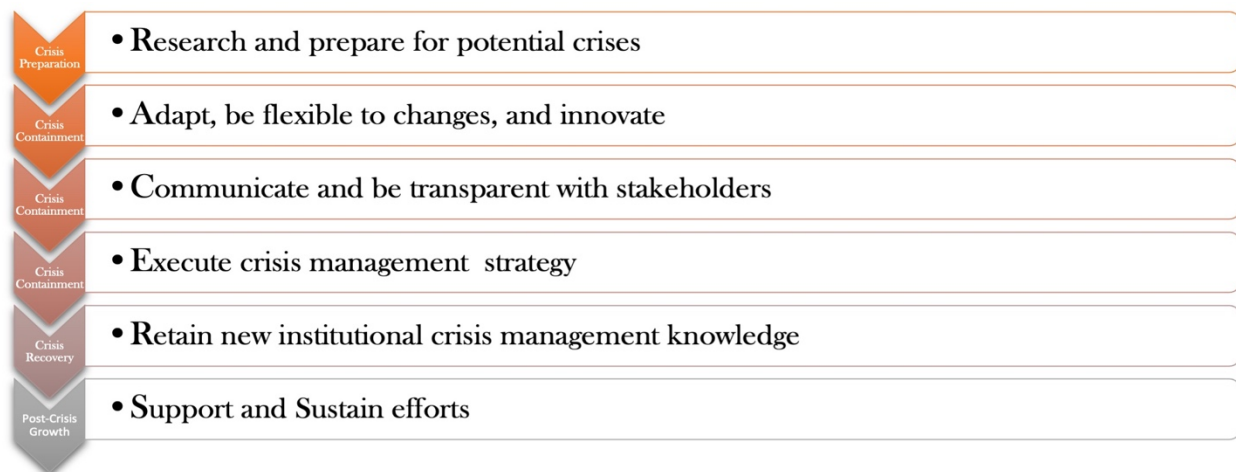 Crisis
Preparation
• Research and prepare for potential crises
Crisis
Containment
• Adapt, be flexible to changes, and innovate
Crisis
Containment
• Communicate and be transparent with stakeholders
Crisis
Containment
• Execute crisis management  strategy
Crisis
Recovery
• Retain new institutional crisis management knowledge
Post-Crisis
Growth
• Support and Sustain efforts